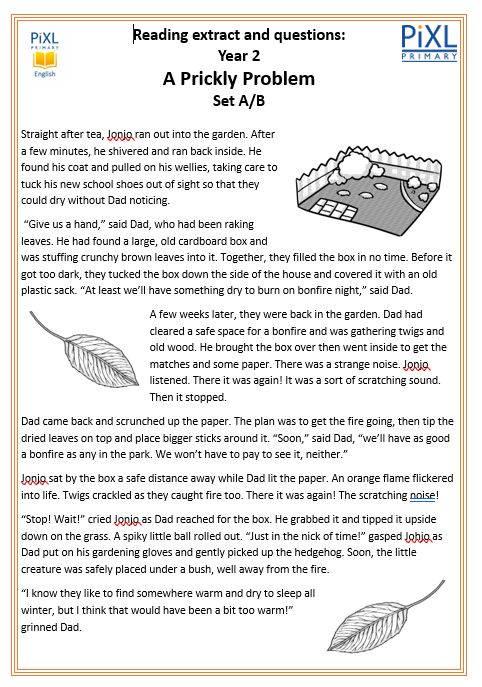 PiXL
PRIMARY
English
Reading extract and questions:
Year 2
A Prickly Problem
Set A/B
PiXL
PRIMARY
Straight after tea, Jonjo ran out into the garden. After
a few minutes, he shivered and ran back inside. He
found his coat and pulled on his wellies, taking care to
tuck his new school shoes out of sight so that they
could dry without Dad noticing.
“Give us a hand,” said Dad, who had been raking
leaves. He had found a large, old cardboard box and
was stuffing crunchy brown leaves into it. Together, they filled the box in no time. Before it
got too dark, they tucked the box down the side of the house and covered it with an old
plastic sack. “At least we’ll have something dry to burn on bonfire night,” said Dad.
A few weeks later, they were back in the garden. Dad had
cleared a safe space for a bonfire and was gathering twigs and
old wood. He brought the box over then went inside to get the
matches and some paper. There was a strange noise. Jonjo
listened. There it was again! It was a sort of scratching sound.
Then it stopped.
Dad came back and scrunched up the paper. The plan was to get the fire going, then tip the
dried leaves on top and place bigger sticks around it. “Soon,” said Dad, “we’ll have as good
a bonfire as any in the park. We won’t have to pay to see it, neither.”
Jonjo sat by the box a safe distance away while Dad lit the paper. An orange flame flickered
into life. Twigs crackled as they caught fire too. There it was again! The scratching noise!
“Stop! Wait!” cried Jonjo as Dad reached for the box. He grabbed it and tipped it upside
down on the grass. A spiky little ball rolled out. “Just in the nick of time!” gasped Johjo as
Dad put on his gardening gloves and gently picked up the hedgehog. Soon, the little
creature was safely placed under a bush, well away from the fire.
“I know they like to find somewhere warm and dry to sleep all
winter, but I think that would have been a bit too warm!”
grinned Dad.